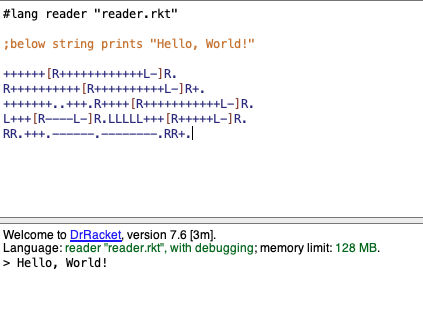 #lang reader "reader.rkt"
;below string prints "Hello, World!"
++++++[R++++++++++++L-]R.
R++++++++++[R++++++++++L-]R+.
+++++++..+++.R++++[R+++++++++++L-]R.
L+++[R----L-]R.LLLLL+++[R+++++L-]R.
RR.+++.------.--------.RR+.
Welcome to DrRacket, version 7.6 [3m].
Language: reader "reader.rkt", with debugging; memory limit: 128 MB.
> Hello, World!